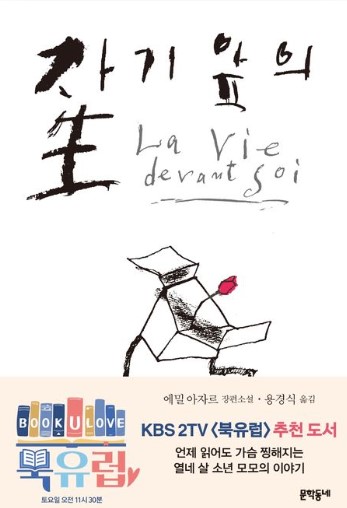 자기 앞의
生
La Vie
devant soi
BOOK U LOVE
북유럽
토요일 오전 11시 30분
에밀 아자르 장편소설 · 용경식 옮김
KBS 2TV 〈북유럽〉 추천 도서
언제 읽어도 가슴 찡해지는
열네 살 소년 모모의 이야기
문학동네